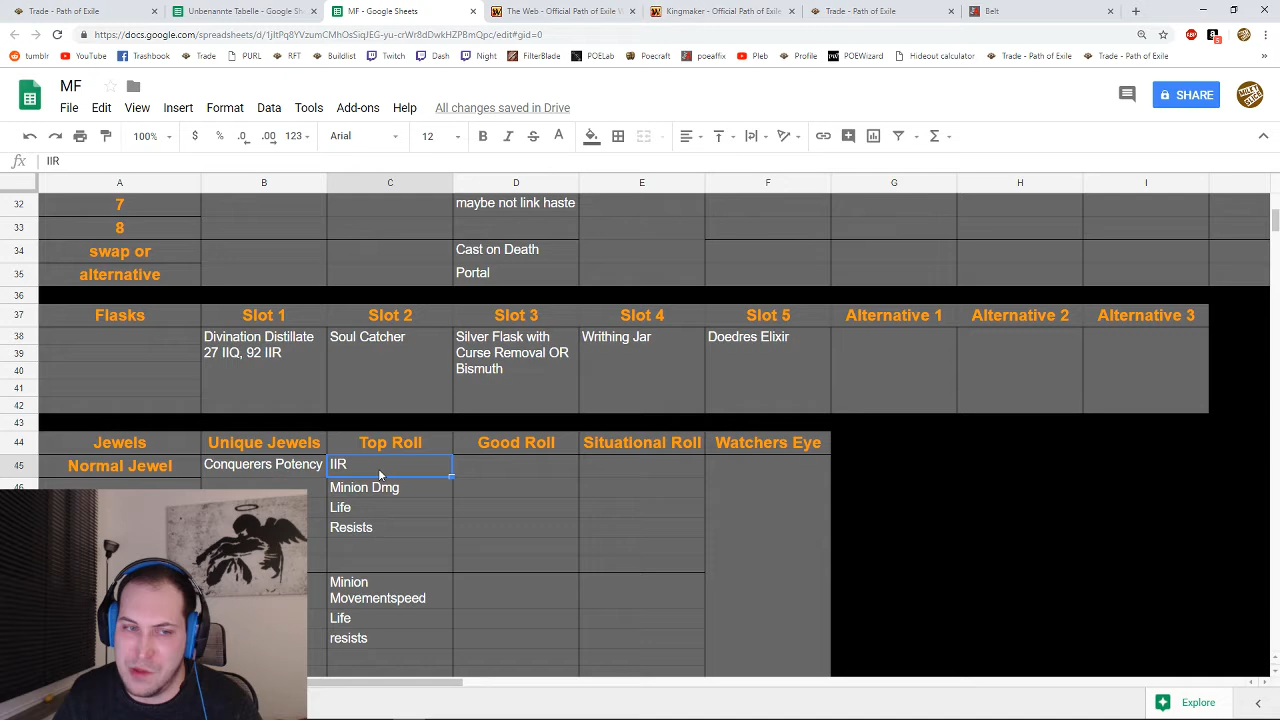 Trade - Path of Exile
Unbenannte Tabelle - Google She
MF - Google Sheets
The Web - Official Path of Exile W
Kingmaker - Official Path of Exile
Trade - Path of Exile
Belt
https://docs.google.com/spreadsheets/d/
edit#gid=0
tumblr
YouTube
Trashbook
Trade
PURL
RFT
Build
Twitch
Dash
Night
FilterBlade
POELab
Poecraft
poeaffix
Pleb
Profile
POEWizard
Hideout calculator
Trade - Path of Exile
Trade - Path of Exile
MF
File Edit View Insert Format Data Tools Add-ons Help All changes saved in Drive
SHARE
100% $ % .0 .00 123 Arial 12 B I S A
fx IIR
A B C D E F G H I
32 7 maybe not link haste
33 8
34 swap or Cast on Death
35 alternative Portal
36
37 Flasks Slot 1 Slot 2 Slot 3 Slot 4 Slot 5 Alternative 1 Alternative 2 Alternative 3
38 Divination Distillate Soul Catcher Silver Flask with Writhing Jar Doedres Elixir
39 27 IIQ, 92 IIR Curse Removal OR
40 Bismuth
41
42
43
44 Jewels Unique Jewels Top Roll Good Roll Situational Roll Watchers Eye
45 Normal Jewel Conquerers Potency IIR
46 Minion Dmg
Life
Resists
Minion
Movementspeed
Life
resists
Explore